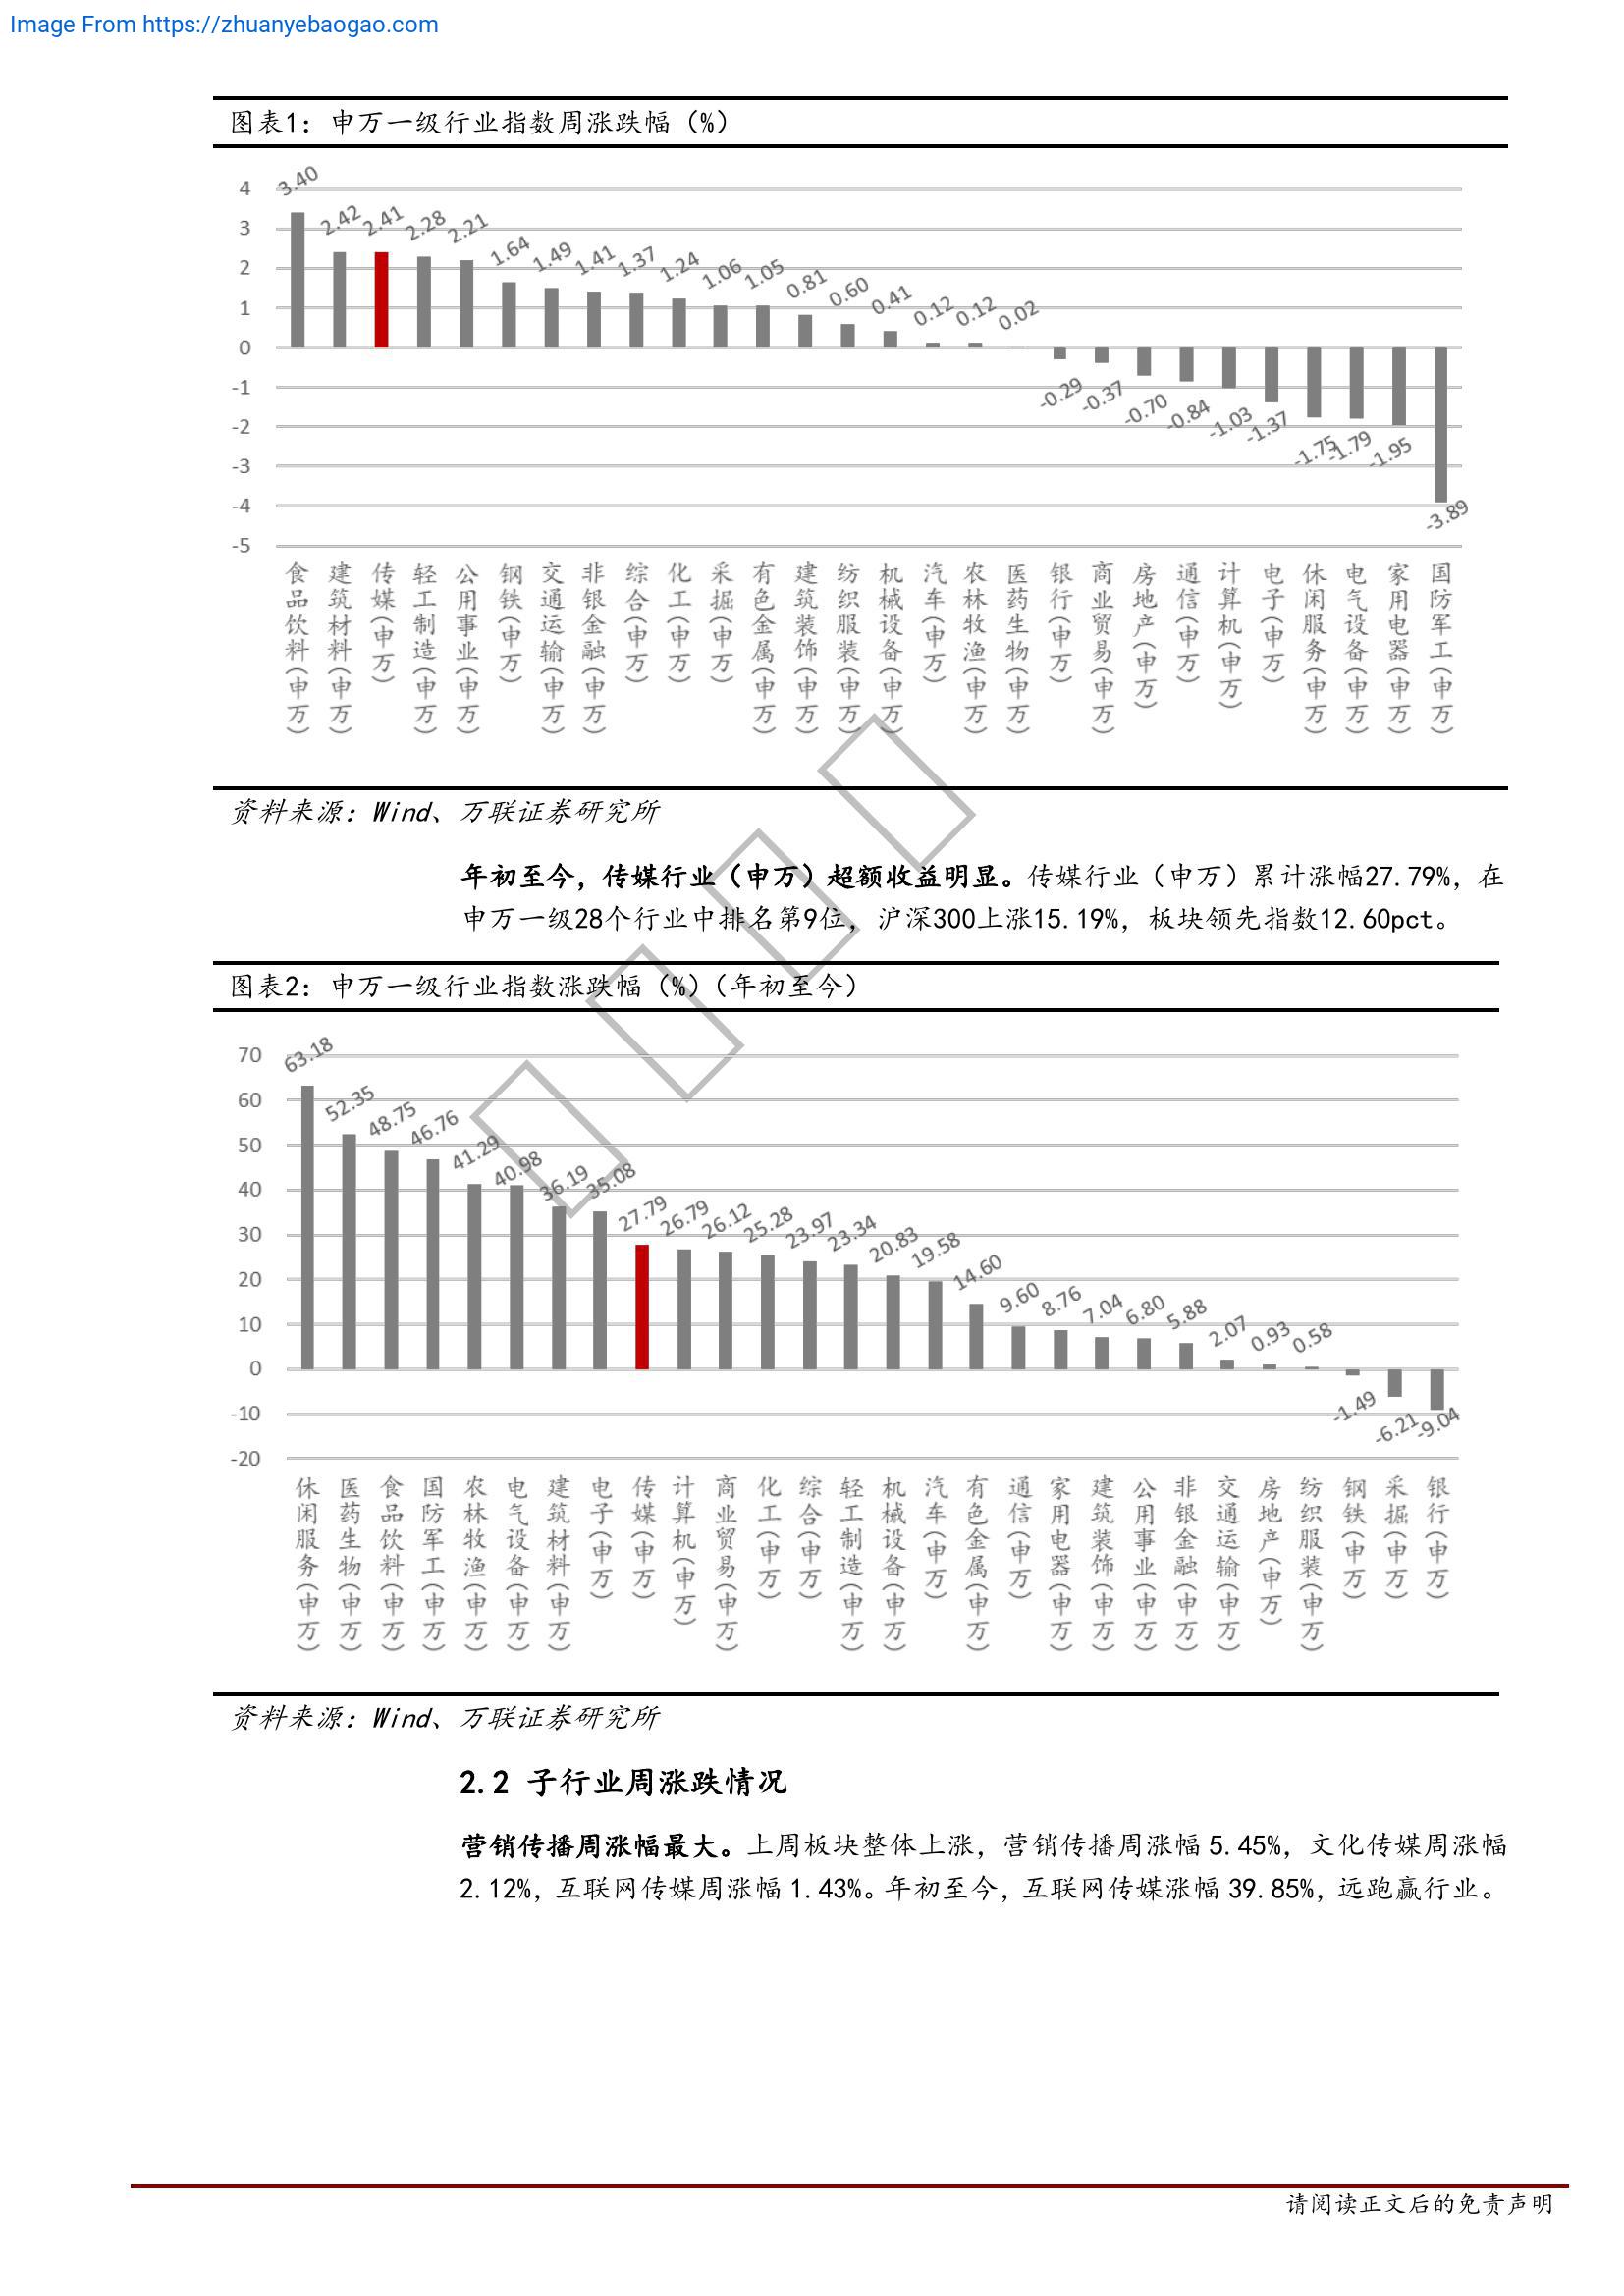 Image From https://zhuanyebaogao.com
图表1：申万一级行业指数周涨跌幅（%）
4
3
2
1
0
-1
-2
-3
-4
-5
3.40
2.42
2.41
2.28
2.21
1.64
1.49
1.41
1.37
1.24
1.06
1.05
0.81
0.60
0.41
0.12
0.12
0.02
-0.29
-0.37
-0.70
-0.84
-1.03
-1.37
-1.75
-1.79
-1.95
-3.89
食品饮料(申万)
建筑材料(申万)
传媒(申万)
轻工制造(申万)
公用事业(申万)
钢铁(申万)
交通运输(申万)
非银金融(申万)
综合(申万)
化工(申万)
采掘(申万)
有色金属(申万)
建筑装饰(申万)
纺织服装(申万)
机械设备(申万)
汽车(申万)
农林牧渔(申万)
医药生物(申万)
银行(申万)
商业贸易(申万)
房地产(申万)
通信(申万)
计算机(申万)
电子(申万)
休闲服务(申万)
电气设备(申万)
家用电器(申万)
国防军工(申万)
资料来源：Wind、万联证券研究所
年初至今，传媒行业（申万）超额收益明显。传媒行业（申万）累计涨幅27.79%，在
申万一级28个行业中排名第9位，沪深300上涨15.19%，板块领先指数12.60pct。
图表2：申万一级行业指数涨跌幅（%）（年初至今）
70
60
50
40
30
20
10
0
-10
-20
63.18
52.35
48.75
46.76
41.29
40.98
36.19
35.08
27.79
26.79
26.12
25.28
23.97
23.34
20.83
19.58
14.60
9.60
8.76
7.04
6.80
5.88
2.07
0.93
0.58
-1.49
-6.21
-9.04
休闲服务(申万)
医药生物(申万)
食品饮料(申万)
国防军工(申万)
农林牧渔(申万)
电气设备(申万)
建筑材料(申万)
电子(申万)
传媒(申万)
计算机(申万)
商业贸易(申万)
化工(申万)
综合(申万)
轻工制造(申万)
机械设备(申万)
汽车(申万)
有色金属(申万)
通信(申万)
家用电器(申万)
建筑装饰(申万)
公用事业(申万)
非银金融(申万)
交通运输(申万)
房地产(申万)
纺织服装(申万)
钢铁(申万)
采掘(申万)
银行(申万)
资料来源：Wind、万联证券研究所
2.2 子行业周涨跌情况
营销传播周涨幅最大。上周板块整体上涨，营销传播周涨幅 5.45%，文化传媒周涨幅
2.12%，互联网传媒周涨幅 1.43%。年初至今，互联网传媒涨幅 39.85%，远跑赢行业。
请阅读正文后的免责声明